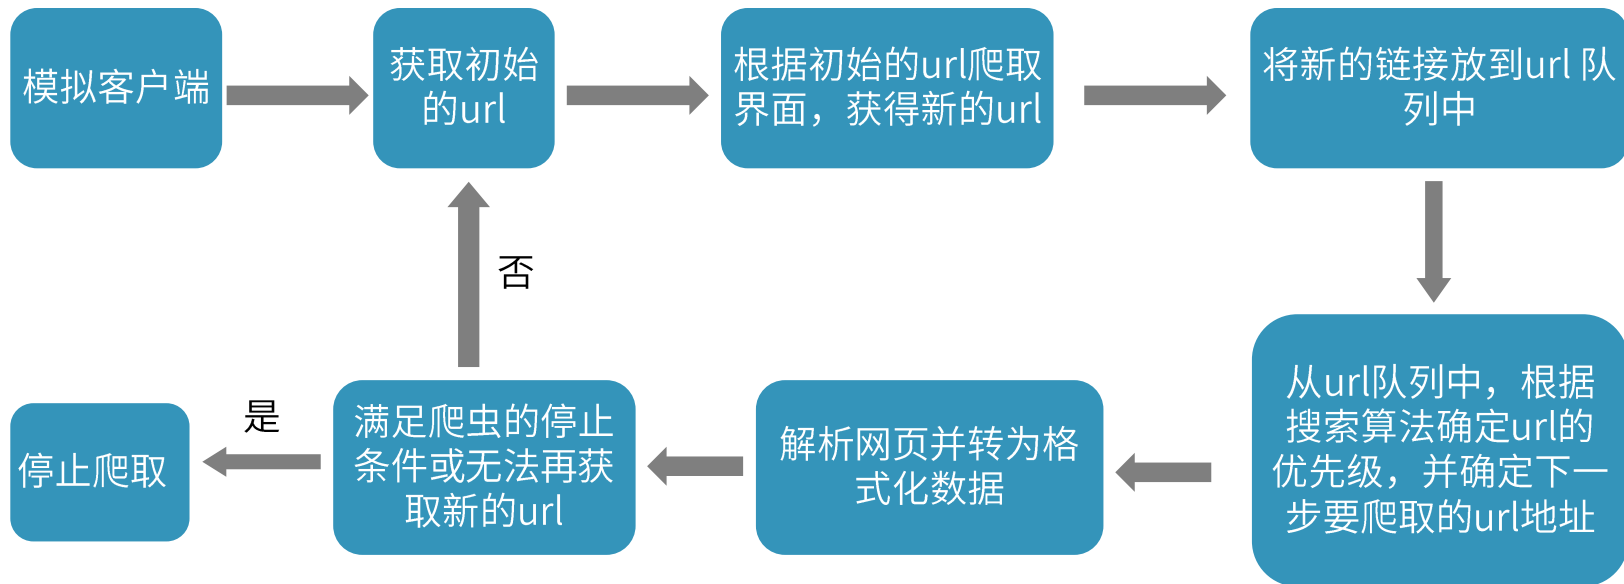 模拟客户端
获取初始
的url
根据初始的url爬取
界面，获得新的url
将新的链接放到url 队
列中
否
从url队列中，根据
搜索算法确定url的
优先级，并确定下一
步要爬取的url地址
解析网页并转为格
式化数据
满足爬虫的停止
条件或无法再获
取新的url
是
停止爬取